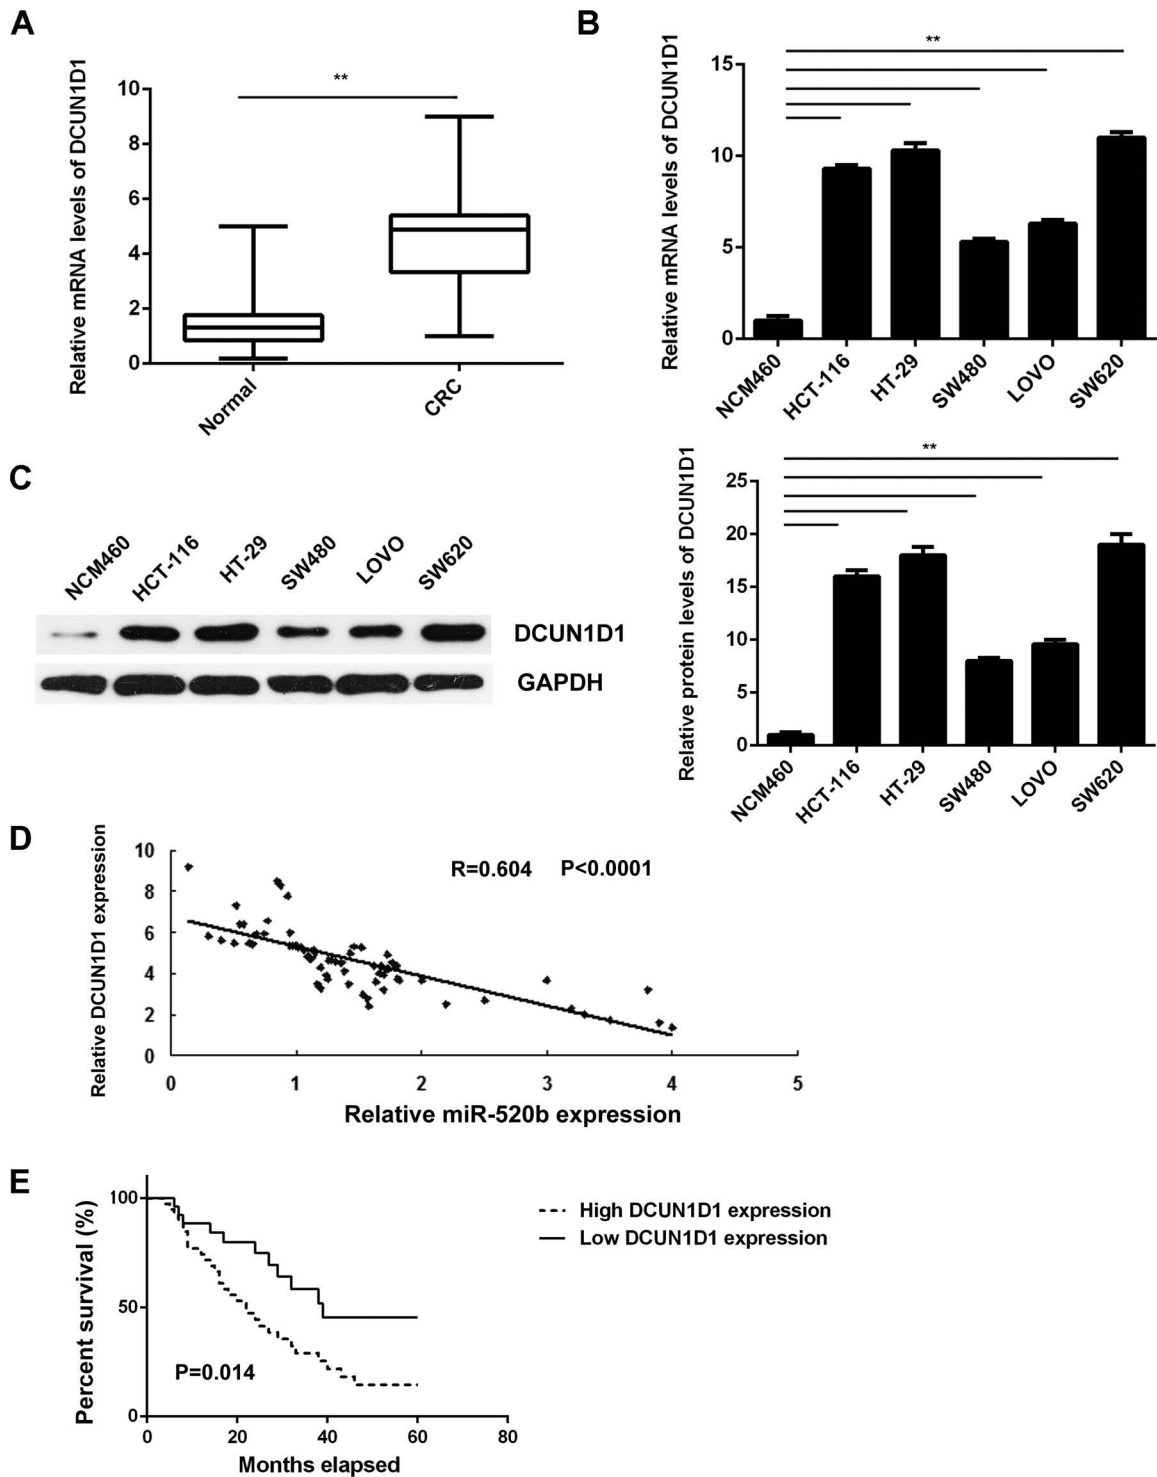 A
Relative mRNA levels of DCUN1D1
10
8
6
4
2
0
**
Normal
CRC
B
Relative mRNA levels of DCUN1D1
15
10
5
0
**
NCM460
HCT-116
HT-29
SW480
LOVO
SW620
C
NCM460
HCT-116
HT-29
SW480
LOVO
SW620
DCUN1D1
GAPDH
Relative protein levels of DCUN1D1
25
20
15
10
5
0
**
NCM460
HCT-116
HT-29
SW480
LOVO
SW620
D
Relative DCUN1D1 expression
10
8
6
4
2
0
R=0.604 P<0.0001
0 1 2 3 4 5
Relative miR-520b expression
E
Percent survival (%)
100
50
0
High DCUN1D1 expression
Low DCUN1D1 expression
P=0.014
0 20 40 60 80
Months elapsed